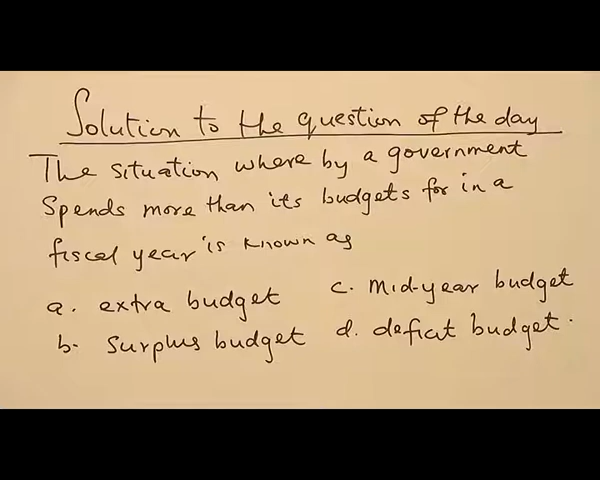 Solution to the question of the day
The situation where by a government
Spends more than its budgets for in a
fiscal year is known as
a. extra budget
b. Surplus budget
c. Mid-year budget
d. deficit budget.